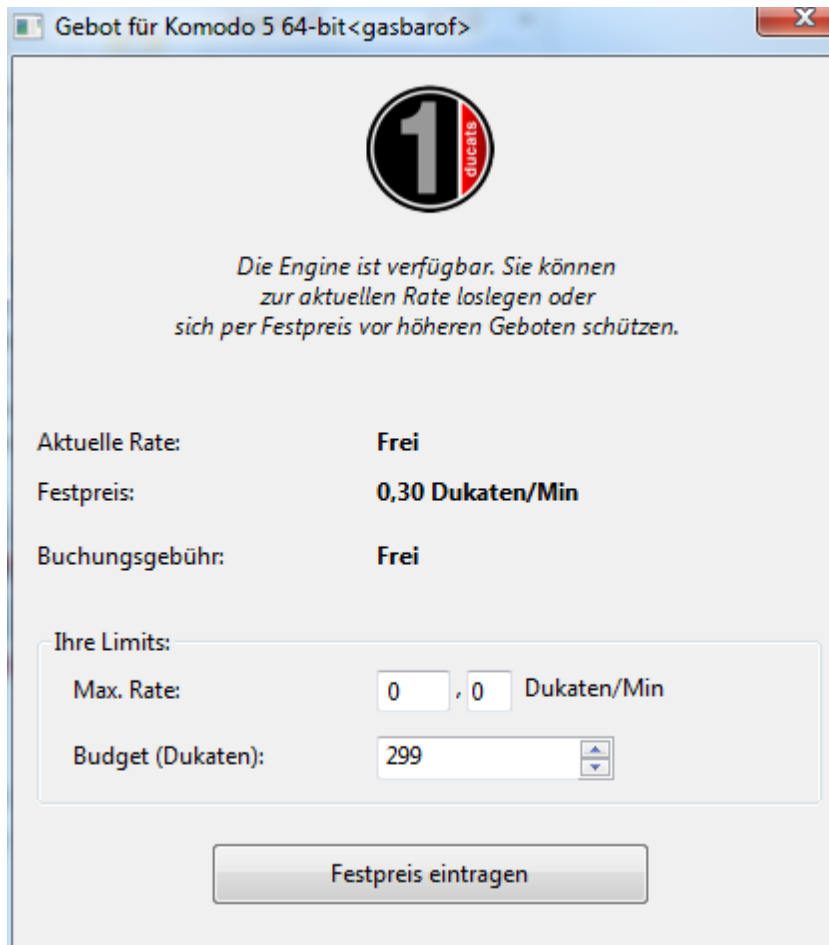 Gebot für Komodo 5 64-bit<gasbarof>
1 ducats
Die Engine ist verfügbar. Sie können
zur aktuellen Rate loslegen oder
sich per Festpreis vor höheren Geboten schützen.
Aktuelle Rate: Frei
Festpreis: 0,30 Dukaten/Min
Buchungsgebühr: Frei
Ihre Limits:
Max. Rate: 0 , 0 Dukaten/Min
Budget (Dukaten): 299
Festpreis eintragen